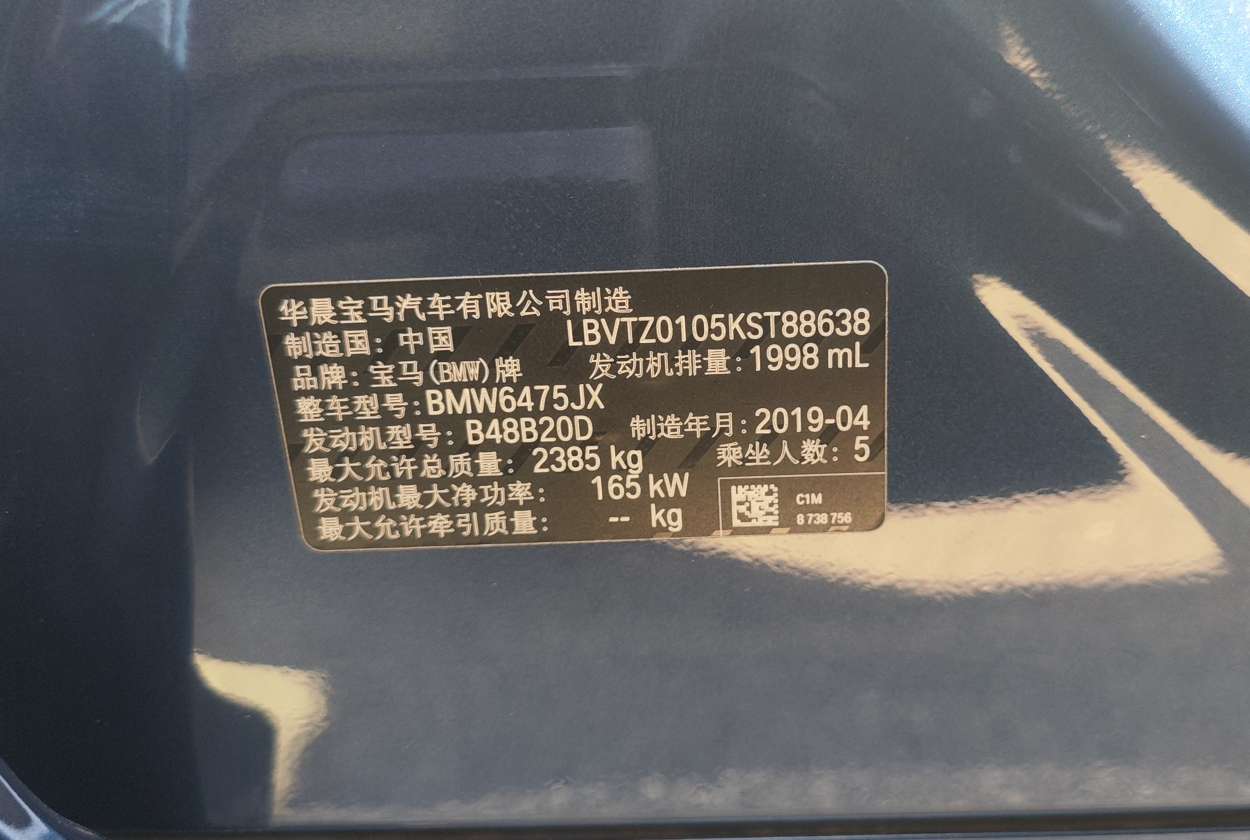 华晨宝马汽车有限公司制造
制造国：中国 LBVTZ0105KST88638
品牌：宝马(BMW)牌 发动机排量：1998 mL
整车型号：BMW6475JX
发动机型号：B48B20D 制造年月：2019-04
最大允许总质量：2385 kg 乘坐人数：5
发动机最大净功率：165 kW
最大允许牵引质量：-- kg
C1M
8 738 756